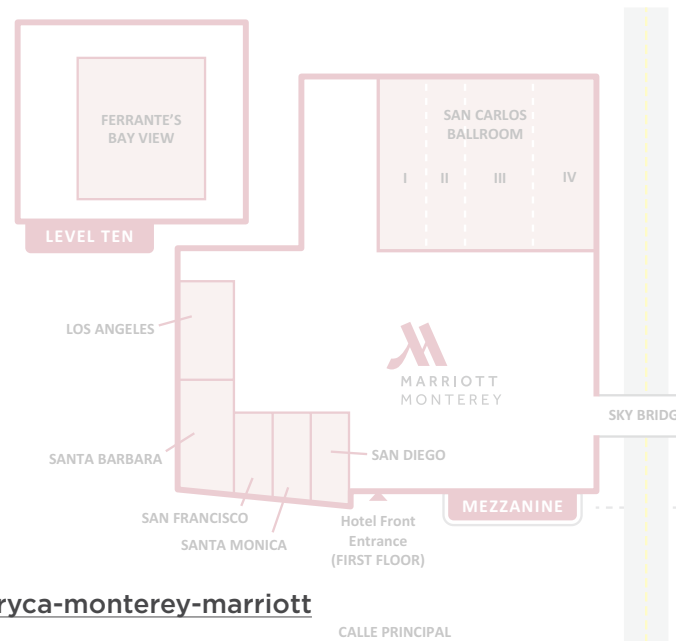 FERRANTE'S
BAY VIEW
LEVEL TEN
SAN CARLOS
BALLROOM
I II III IV
LOS ANGELES
MARRIOTT
MONTEREY
SKY BRIDG
SANTA BARBARA
SAN DIEGO
SAN FRANCISCO
SANTA MONICA
MEZZANINE
Hotel Front
Entrance
(FIRST FLOOR)
ryca-monterey-marriott
CALLE PRINCIPAL